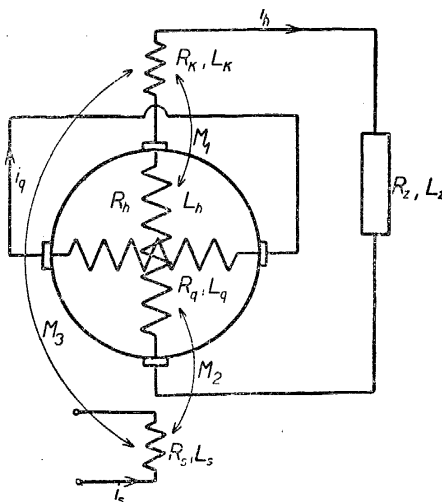 i_h
R_K, L_K
M_1
i_q
R_h
L_h
R_z, L_z
R_q, L_q
M_3
M_2
R_s, L_s
i_s